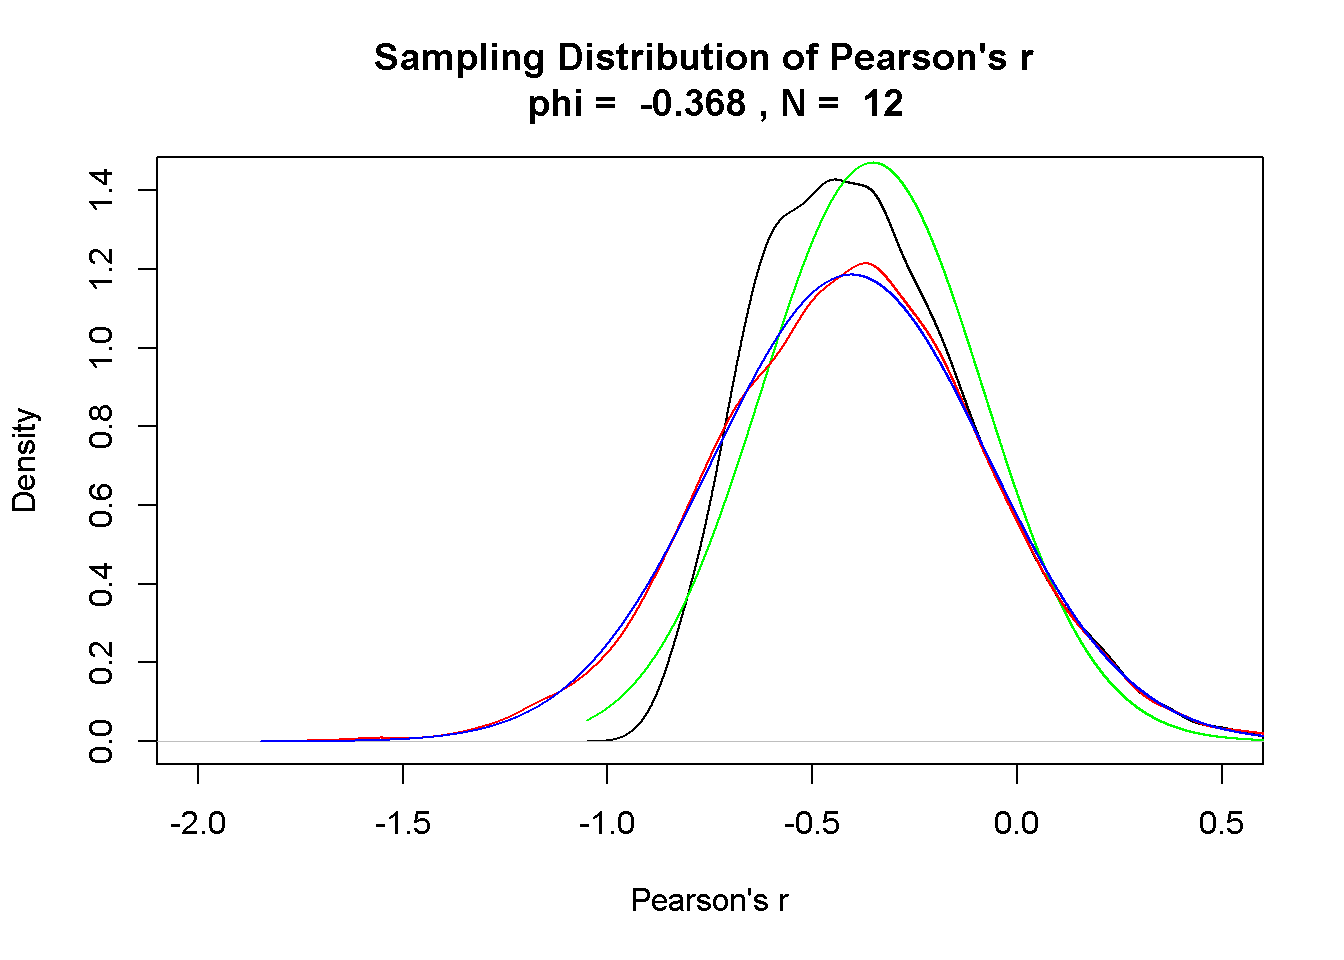 Sampling Distribution of Pearson's r
phi =  -0.368 , N =  12
Density
1.4
1.2
1.0
0.8
0.6
0.4
0.2
0.0
-2.0 -1.5 -1.0 -0.5 0.0 0.5
Pearson's r